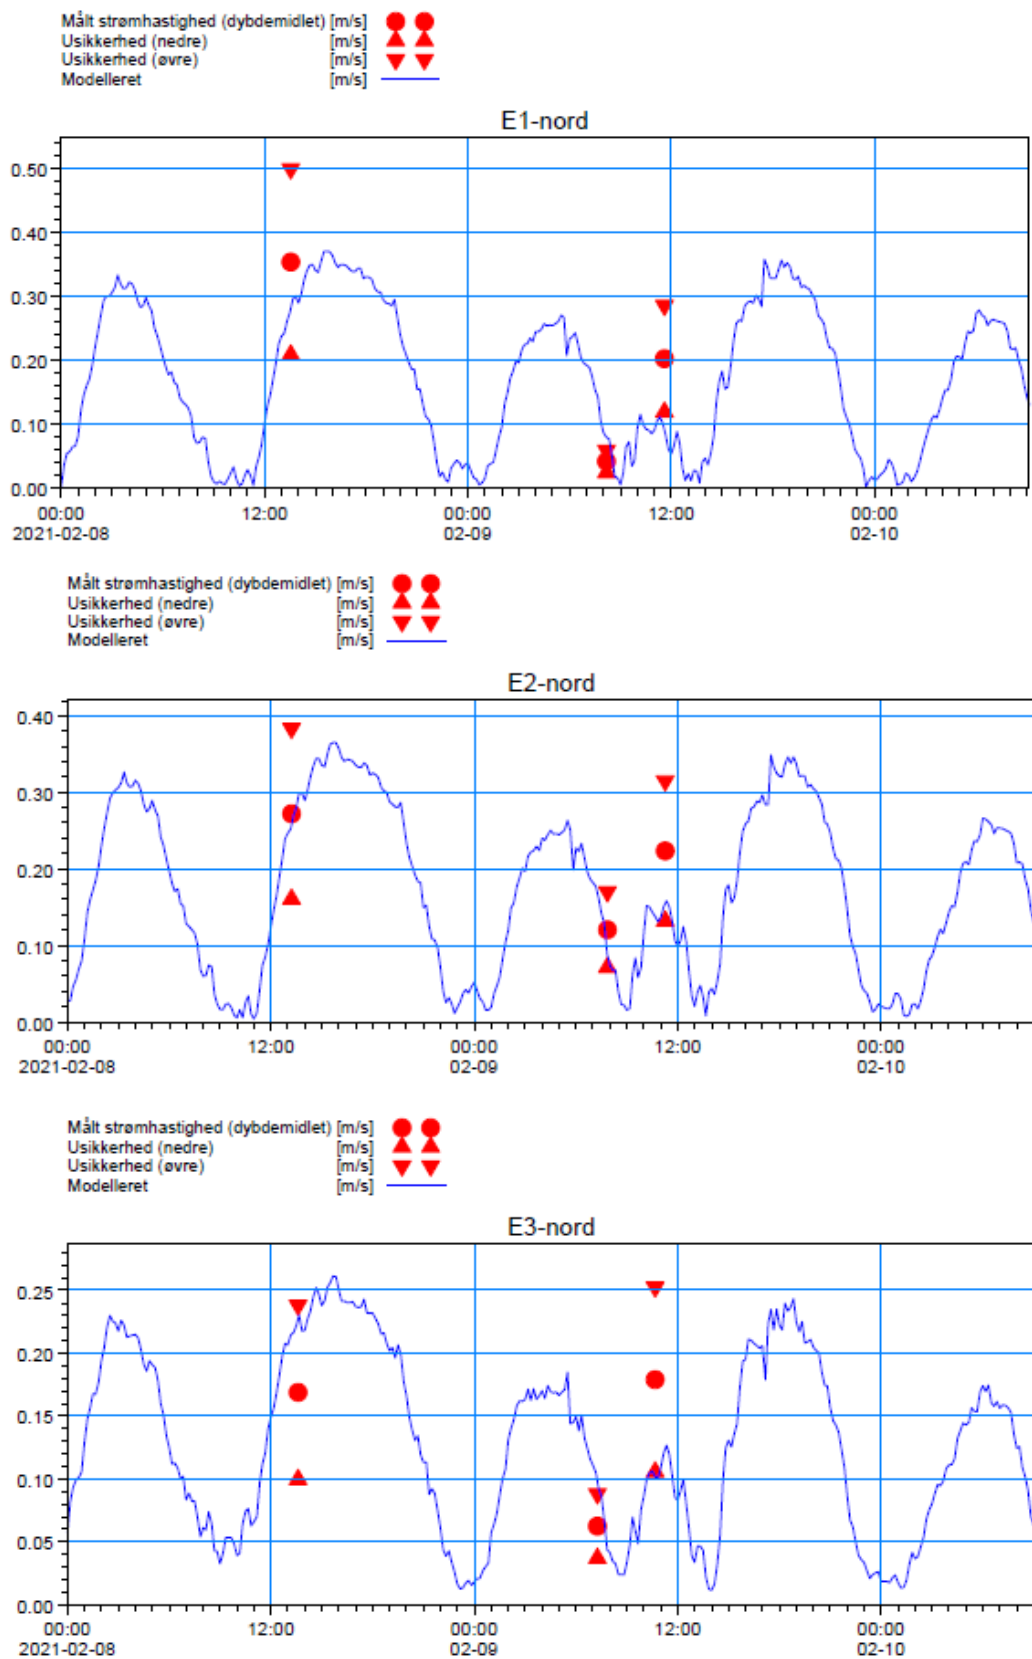 Målt strømhastighed (dybdemidlet) [m/s]
Usikkerhed (nedre) [m/s]
Usikkerhed (øvre) [m/s]
Modelleret [m/s]
E1-nord
0.50
0.40
0.30
0.20
0.10
0.00
00:00 12:00 00:00 12:00 00:00
2021-02-08 02-09 02-10
Målt strømhastighed (dybdemidlet) [m/s]
Usikkerhed (nedre) [m/s]
Usikkerhed (øvre) [m/s]
Modelleret [m/s]
E2-nord
0.40
0.30
0.20
0.10
0.00
00:00 12:00 00:00 12:00 00:00
2021-02-08 02-09 02-10
Målt strømhastighed (dybdemidlet) [m/s]
Usikkerhed (nedre) [m/s]
Usikkerhed (øvre) [m/s]
Modelleret [m/s]
E3-nord
0.25
0.20
0.15
0.10
0.05
0.00
00:00 12:00 00:00 12:00 00:00
2021-02-08 02-09 02-10